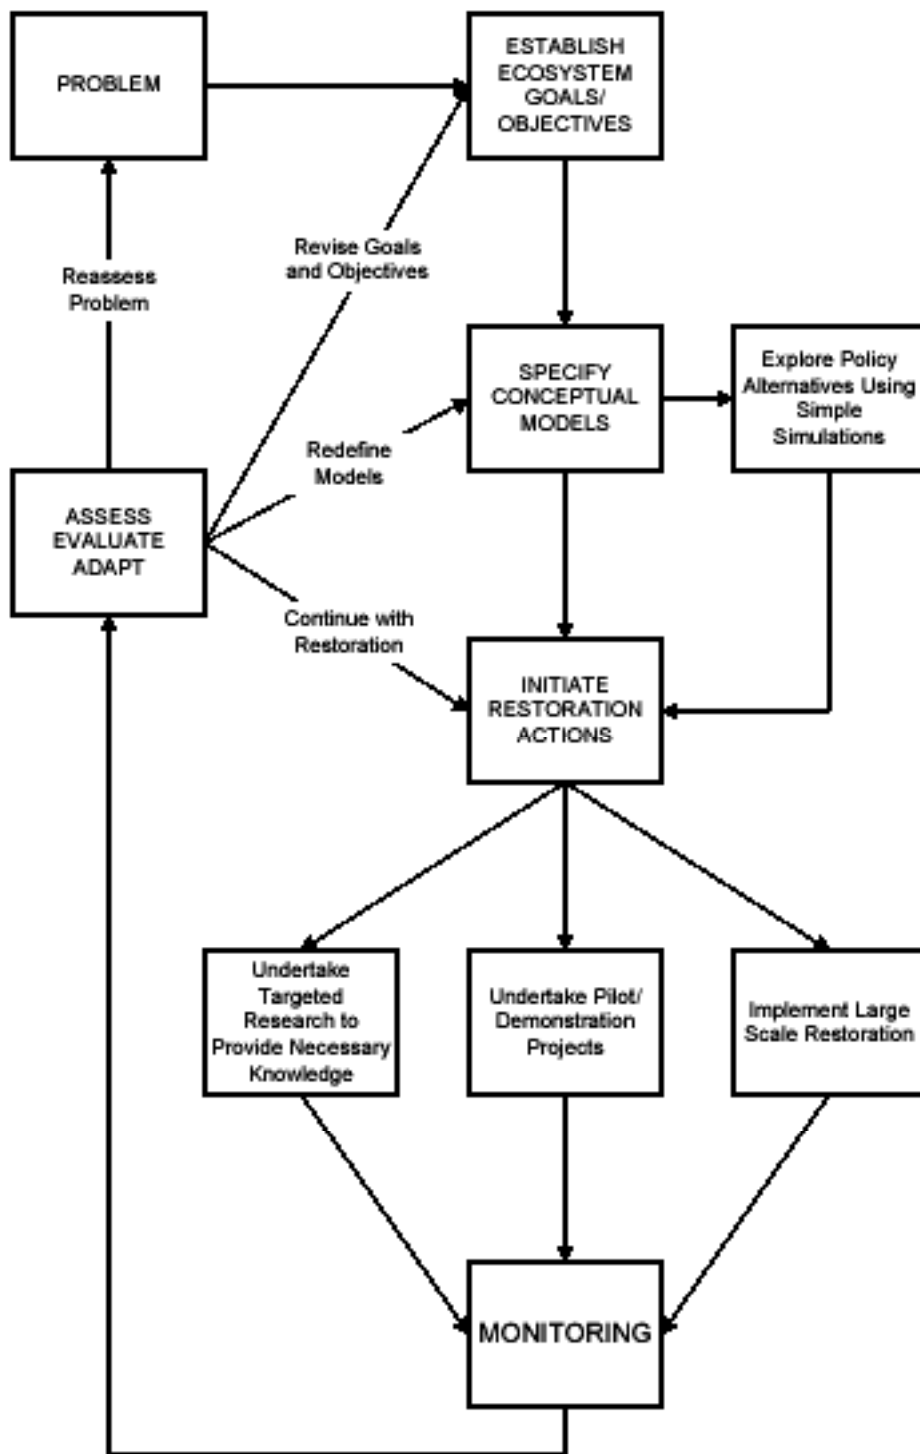 PROBLEM
ESTABLISH
ECOSYSTEM
GOALS/
OBJECTIVES
Revise Goals
and Objectives
Reassess
Problem
SPECIFY
CONCEPTUAL
MODELS
Explore Policy
Alternatives Using
Simple
Simulations
Redefine
Models
ASSESS
EVALUATE
ADAPT
Continue with
Restoration
INITIATE
RESTORATION
ACTIONS
Undertake
Targeted
Research to
Provide Necessary
Knowledge
Undertake Pilot/
Demonstration
Projects
Implement Large
Scale Restoration
MONITORING